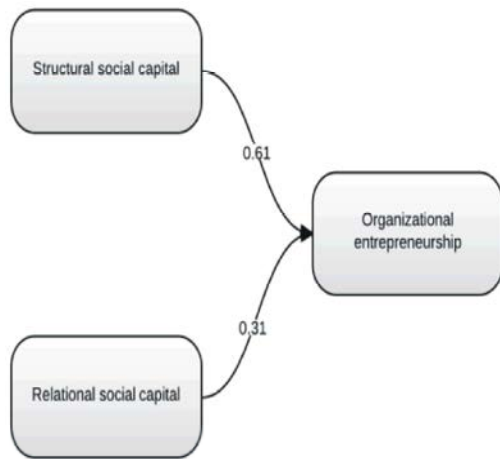 Structural social capital
0.61
Organizational
entrepreneurship
0.31
Relational social capital